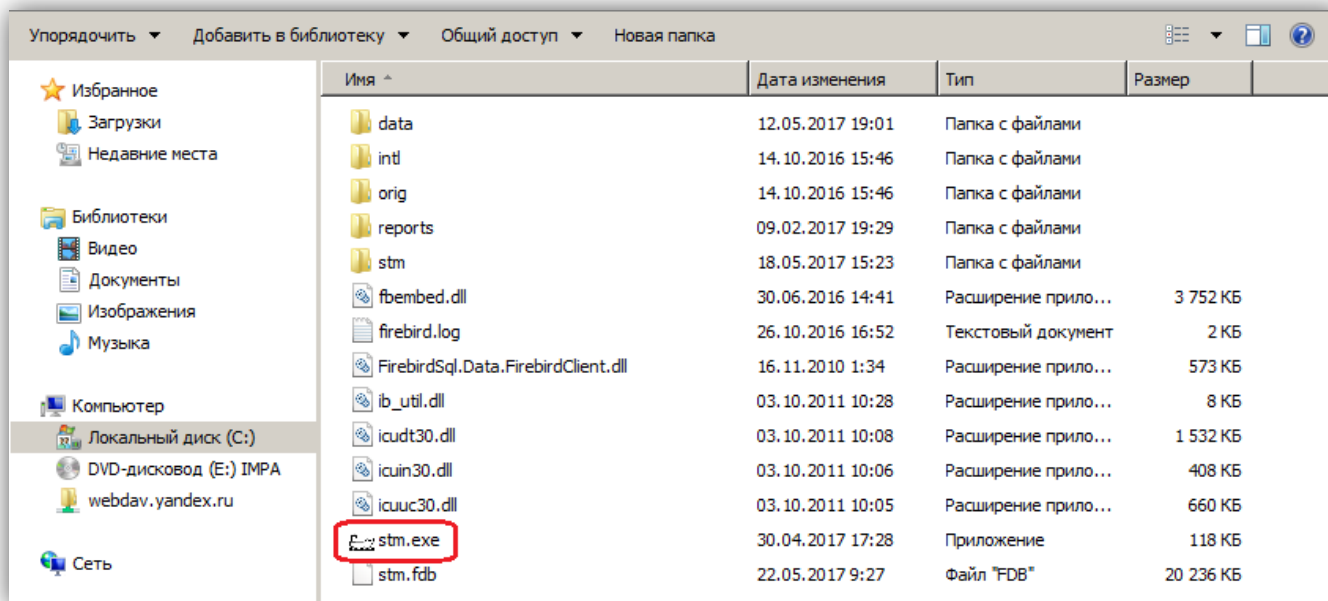 Упорядочить Добавить в библиотеку Общий доступ Новая папка
Избранное
Загрузки
Недавние места
Библиотеки
Видео
Документы
Изображения
Музыка
Компьютер
Локальный диск (C:)
DVD-дисковод (E:) IMPA
webdav.yandex.ru
Сеть
Имя Дата изменения Тип Размер
data 12.05.2017 19:01 Папка с файлами
intl 14.10.2016 15:46 Папка с файлами
orig 14.10.2016 15:46 Папка с файлами
reports 09.02.2017 19:29 Папка с файлами
stm 18.05.2017 15:23 Папка с файлами
fbembed.dll 30.06.2016 14:41 Расширение прило... 3 752 КБ
firebird.log 26.10.2016 16:52 Текстовый документ 2 КБ
FirebirdSql.Data.FirebirdClient.dll 16.11.2010 1:34 Расширение прило... 573 КБ
ib_util.dll 03.10.2011 10:28 Расширение прило... 8 КБ
icudt30.dll 03.10.2011 10:08 Расширение прило... 1 532 КБ
icuin30.dll 03.10.2011 10:06 Расширение прило... 408 КБ
icuuc30.dll 03.10.2011 10:05 Расширение прило... 660 КБ
stm.exe 30.04.2017 17:28 Приложение 118 КБ
stm.fdb 22.05.2017 9:27 Файл "FDB" 20 236 КБ